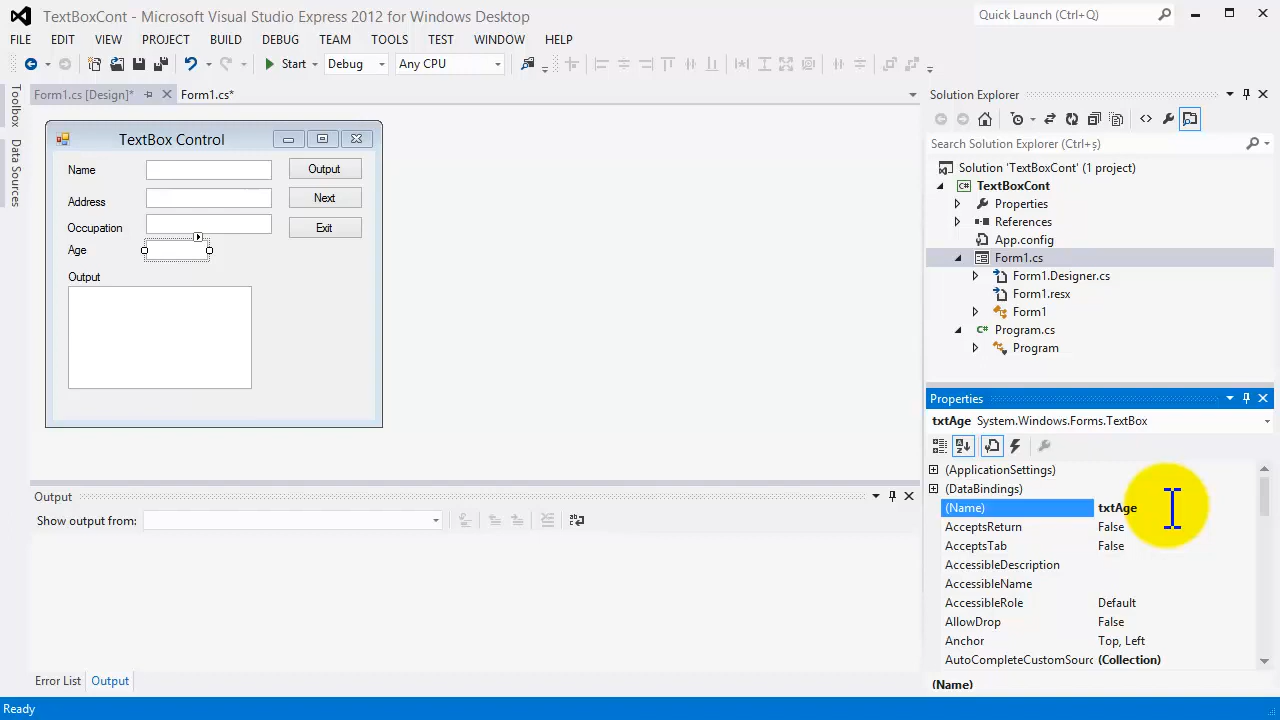 TextBoxCont - Microsoft Visual Studio Express 2012 for Windows Desktop
Quick Launch (Ctrl+Q)
FILE EDIT VIEW PROJECT BUILD DEBUG TEAM TOOLS TEST WINDOW HELP
Start Debug Any CPU
Toolbox
Data Sources
Form1.cs [Design]* Form1.cs*
TextBox Control
Name
Output
Address
Next
Occupation
Exit
Age
Output
Output
Show output from:
Error List Output
Solution Explorer
Search Solution Explorer (Ctrl+ş)
Solution 'TextBoxCont' (1 project)
TextBoxCont
Properties
References
App.config
Form1.cs
Form1.Designer.cs
Form1.resx
Form1
Program.cs
Program
Properties
txtAge System.Windows.Forms.TextBox
(ApplicationSettings)
(DataBindings)
(Name) txtAge
AcceptsReturn False
AcceptsTab False
AccessibleDescription
AccessibleName
AccessibleRole Default
AllowDrop False
Anchor Top, Left
AutoCompleteCustomSourc (Collection)
(Name)
Ready